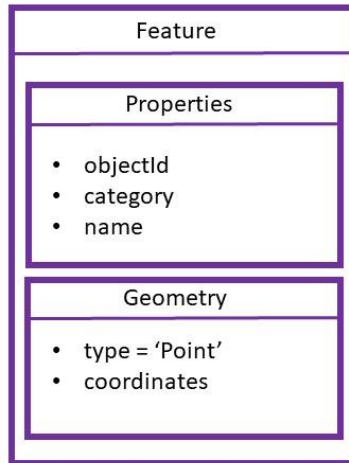 Feature
Properties
• objectId
• category
• name
Geometry
• type = ‘Point’
• coordinates